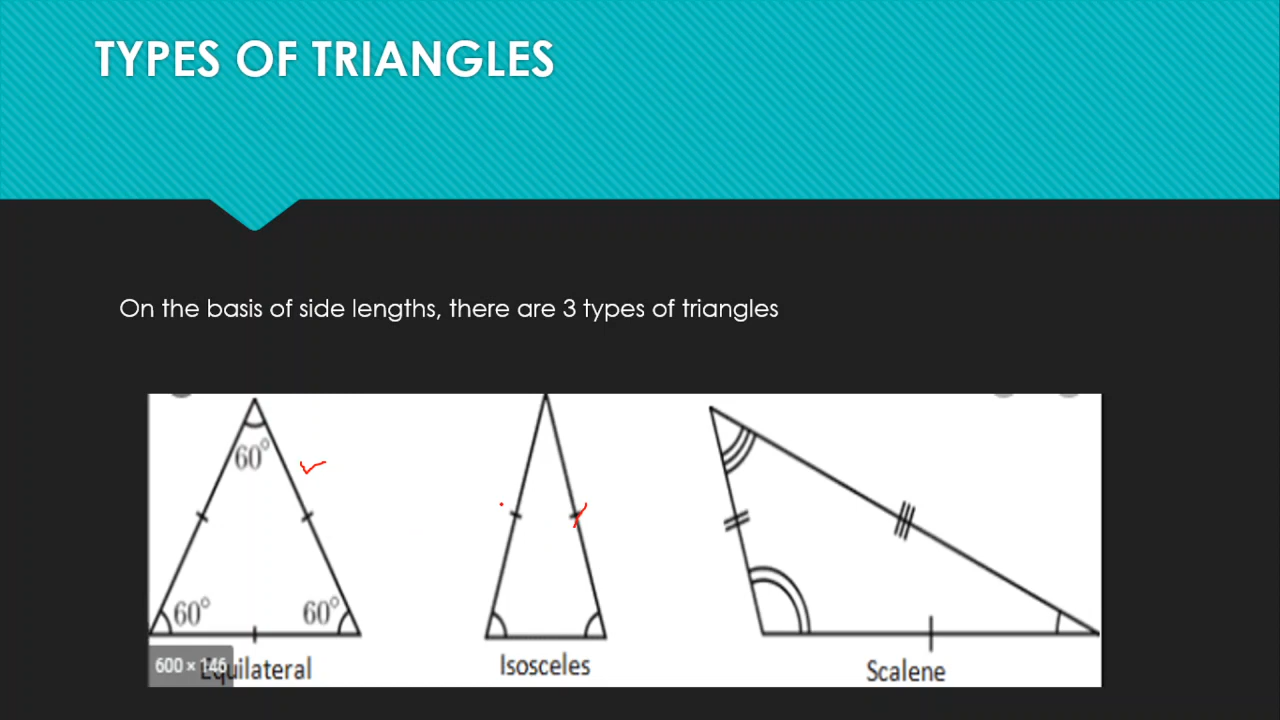 TYPES OF TRIANGLES
On the basis of side lengths, there are 3 types of triangles
60°
60° 60°
600 × 146
Equilateral
Isosceles
Scalene